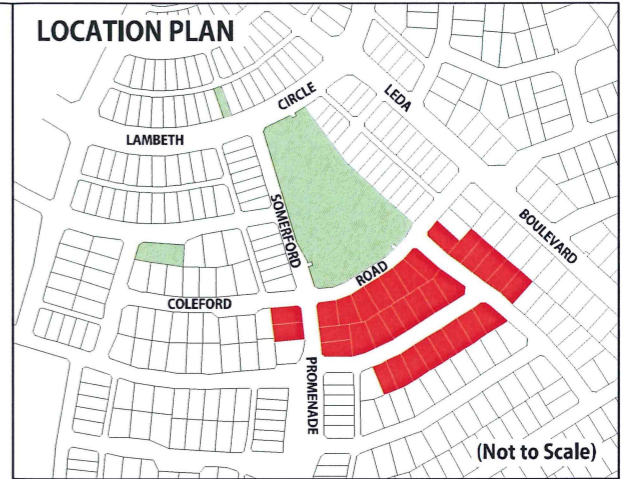 LOCATION PLAN
CIRCLE
LEDA
LAMBETH
SOMERFORD
BOULEVARD
ROAD
COLEFORD
PROMENADE
(Not to Scale)